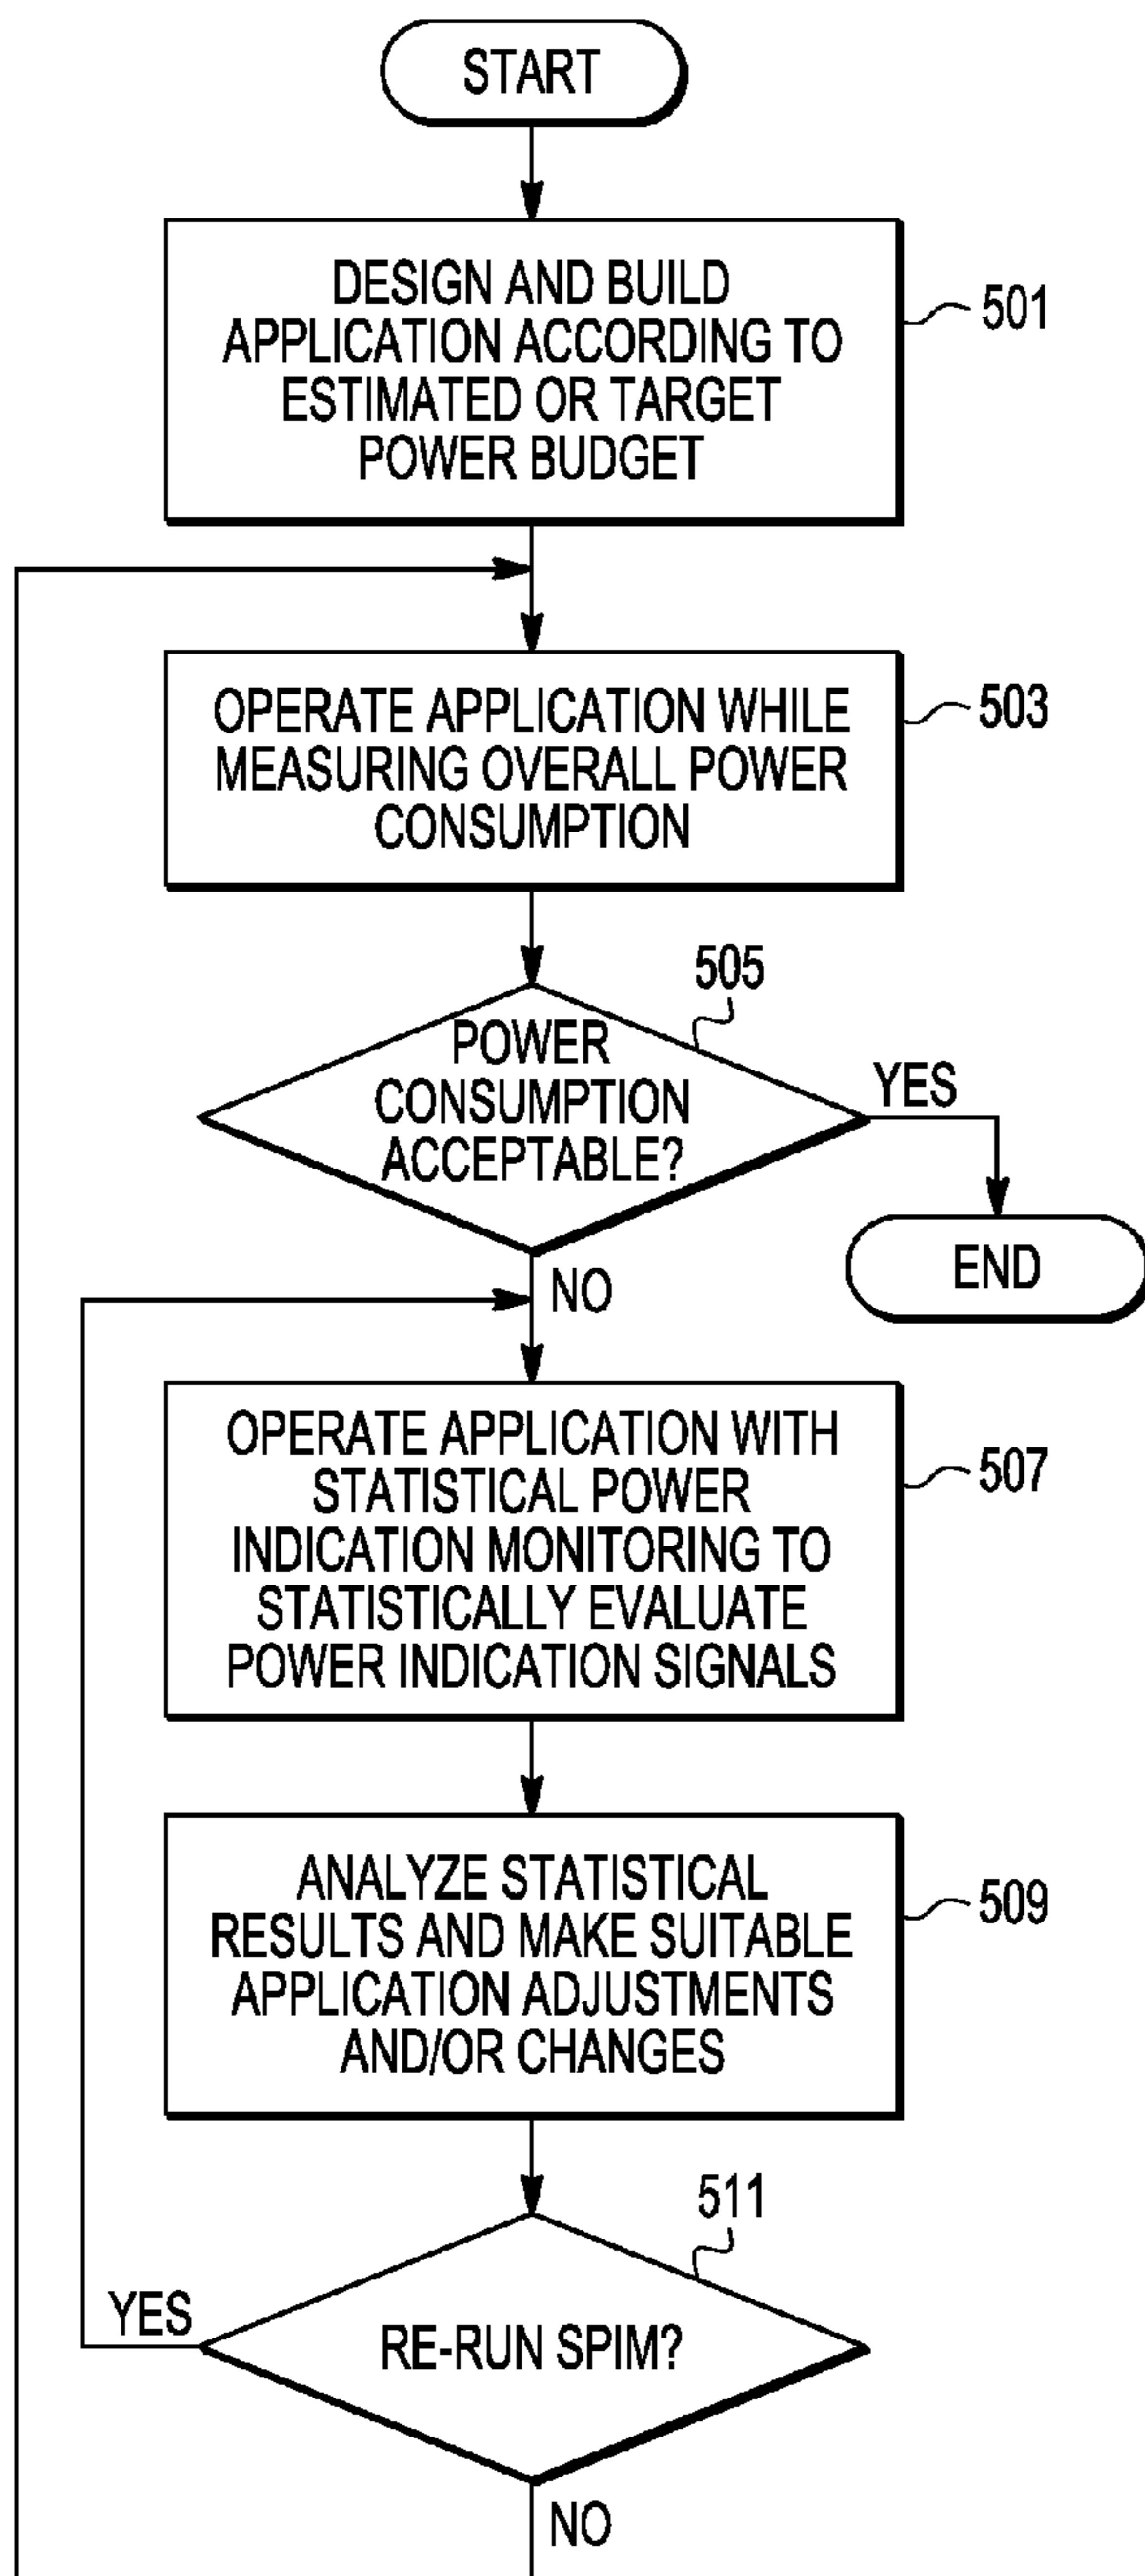 START
DESIGN AND BUILD
APPLICATION ACCORDING TO
ESTIMATED OR TARGET
POWER BUDGET
501
OPERATE APPLICATION WHILE
MEASURING OVERALL POWER
CONSUMPTION
503
505
POWER
CONSUMPTION
ACCEPTABLE?
YES
END
NO
OPERATE APPLICATION WITH
STATISTICAL POWER
INDICATION MONITORING TO
STATISTICALLY EVALUATE
POWER INDICATION SIGNALS
507
ANALYZE STATISTICAL
RESULTS AND MAKE SUITABLE
APPLICATION ADJUSTMENTS
AND/OR CHANGES
509
511
YES
RE-RUN SPIM?
NO